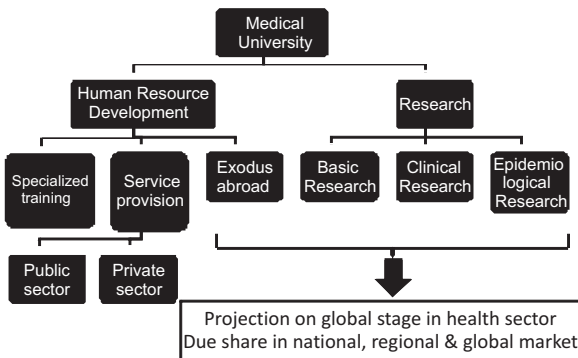 Medical
University
Human Resource
Development
Research
Specialized
training
Service
provision
Exodus
abroad
Basic
Research
Clinical
Research
Epidemio
logical
Research
Public
sector
Private
sector
Projection on global stage in health sector
Due share in national, regional & global market